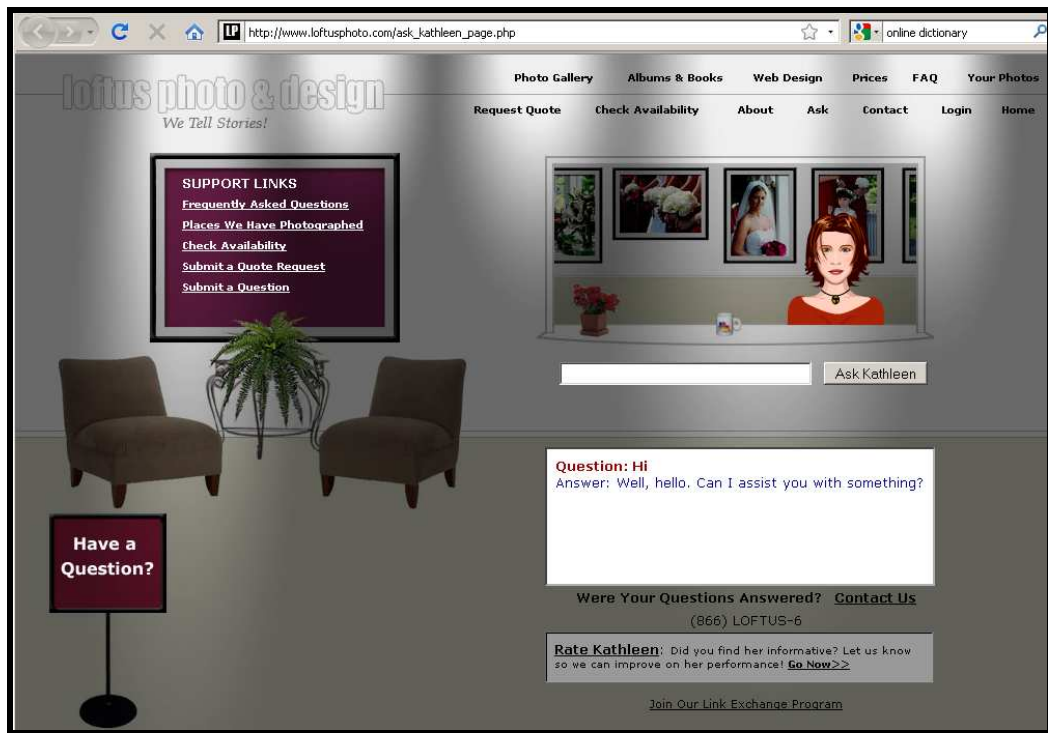 LP http://www.loftusphoto.com/ask_kathleen_page.php
online dictionary
loftus photo & design
We Tell Stories!
Photo Gallery Albums & Books Web Design Prices FAQ Your Photos
Request Quote Check Availability About Ask Contact Login Home
SUPPORT LINKS
Frequently Asked Questions
Places We Have Photographed
Check Availability
Submit a Quote Request
Submit a Question
Ask Kathleen
Question: Hi
Answer: Well, hello. Can I assist you with something?
Have a
Question?
Were Your Questions Answered? Contact Us
(866) LOFTUS-6
Rate Kathleen: Did you find her informative? Let us know
so we can improve on her performance! Go Now>>
Join Our Link Exchange Program